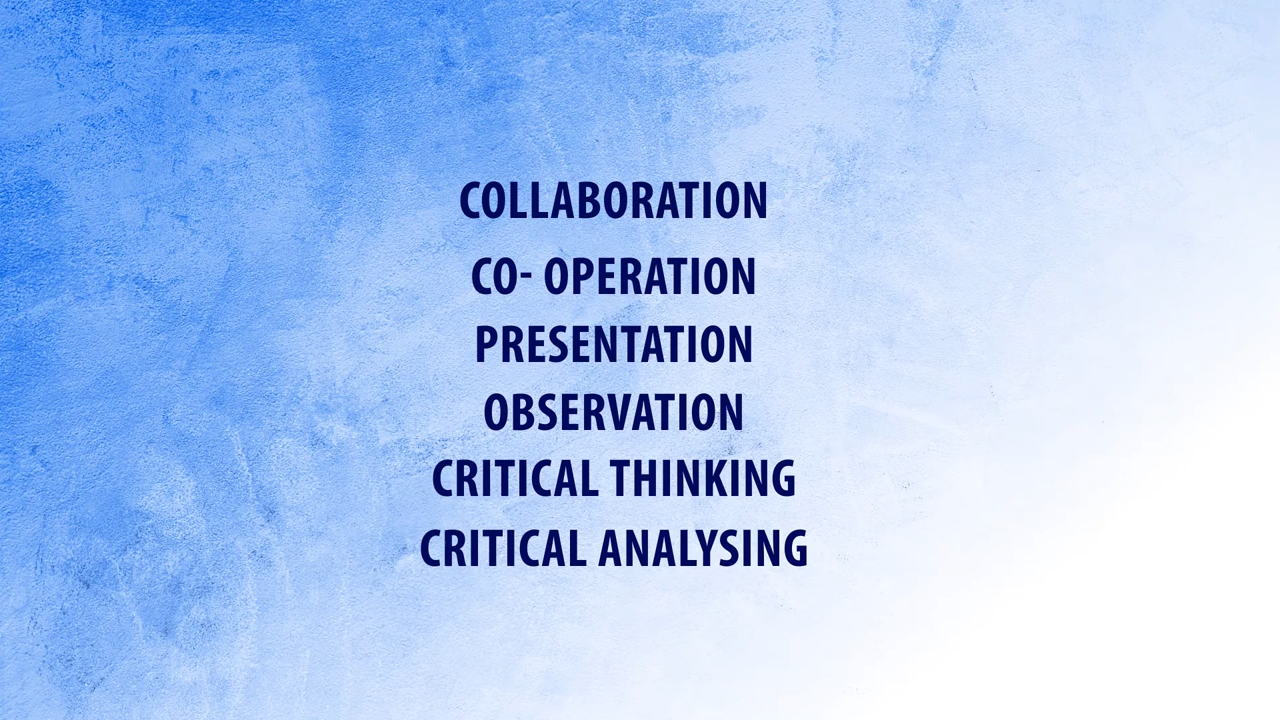 COLLABORATION
CO- OPERATION
PRESENTATION
OBSERVATION
CRITICAL THINKING
CRITICAL ANALYSING